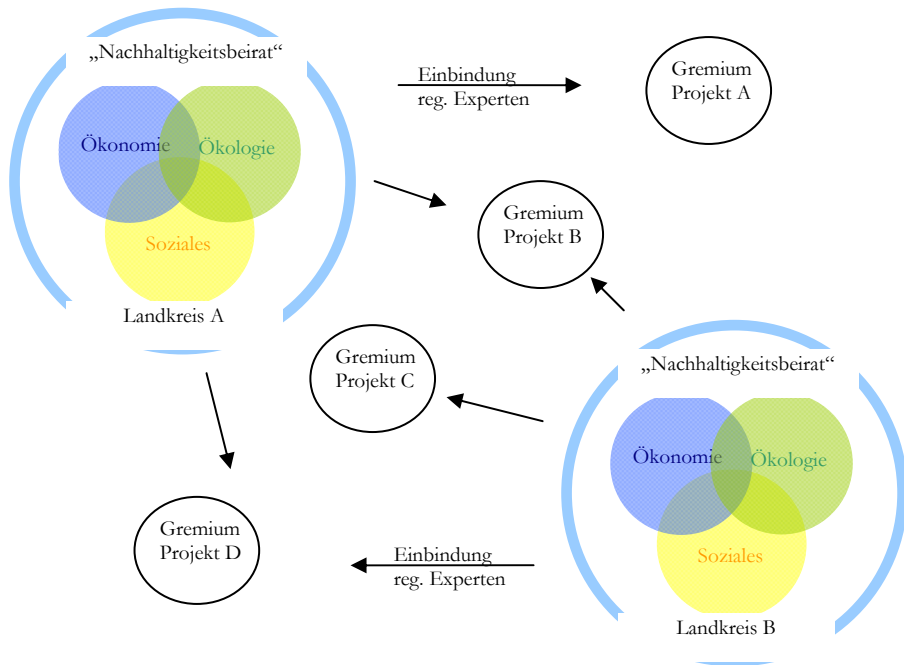 „Nachhaltigkeitsbeirat“
Ökonomie
Ökologie
Soziales
Landkreis A
Einbindung
reg. Experten
Gremium
Projekt A
Gremium
Projekt B
Gremium
Projekt C
„Nachhaltigkeitsbeirat“
Ökonomie
Ökologie
Soziales
Landkreis B
Gremium
Projekt D
Einbindung
reg. Experten